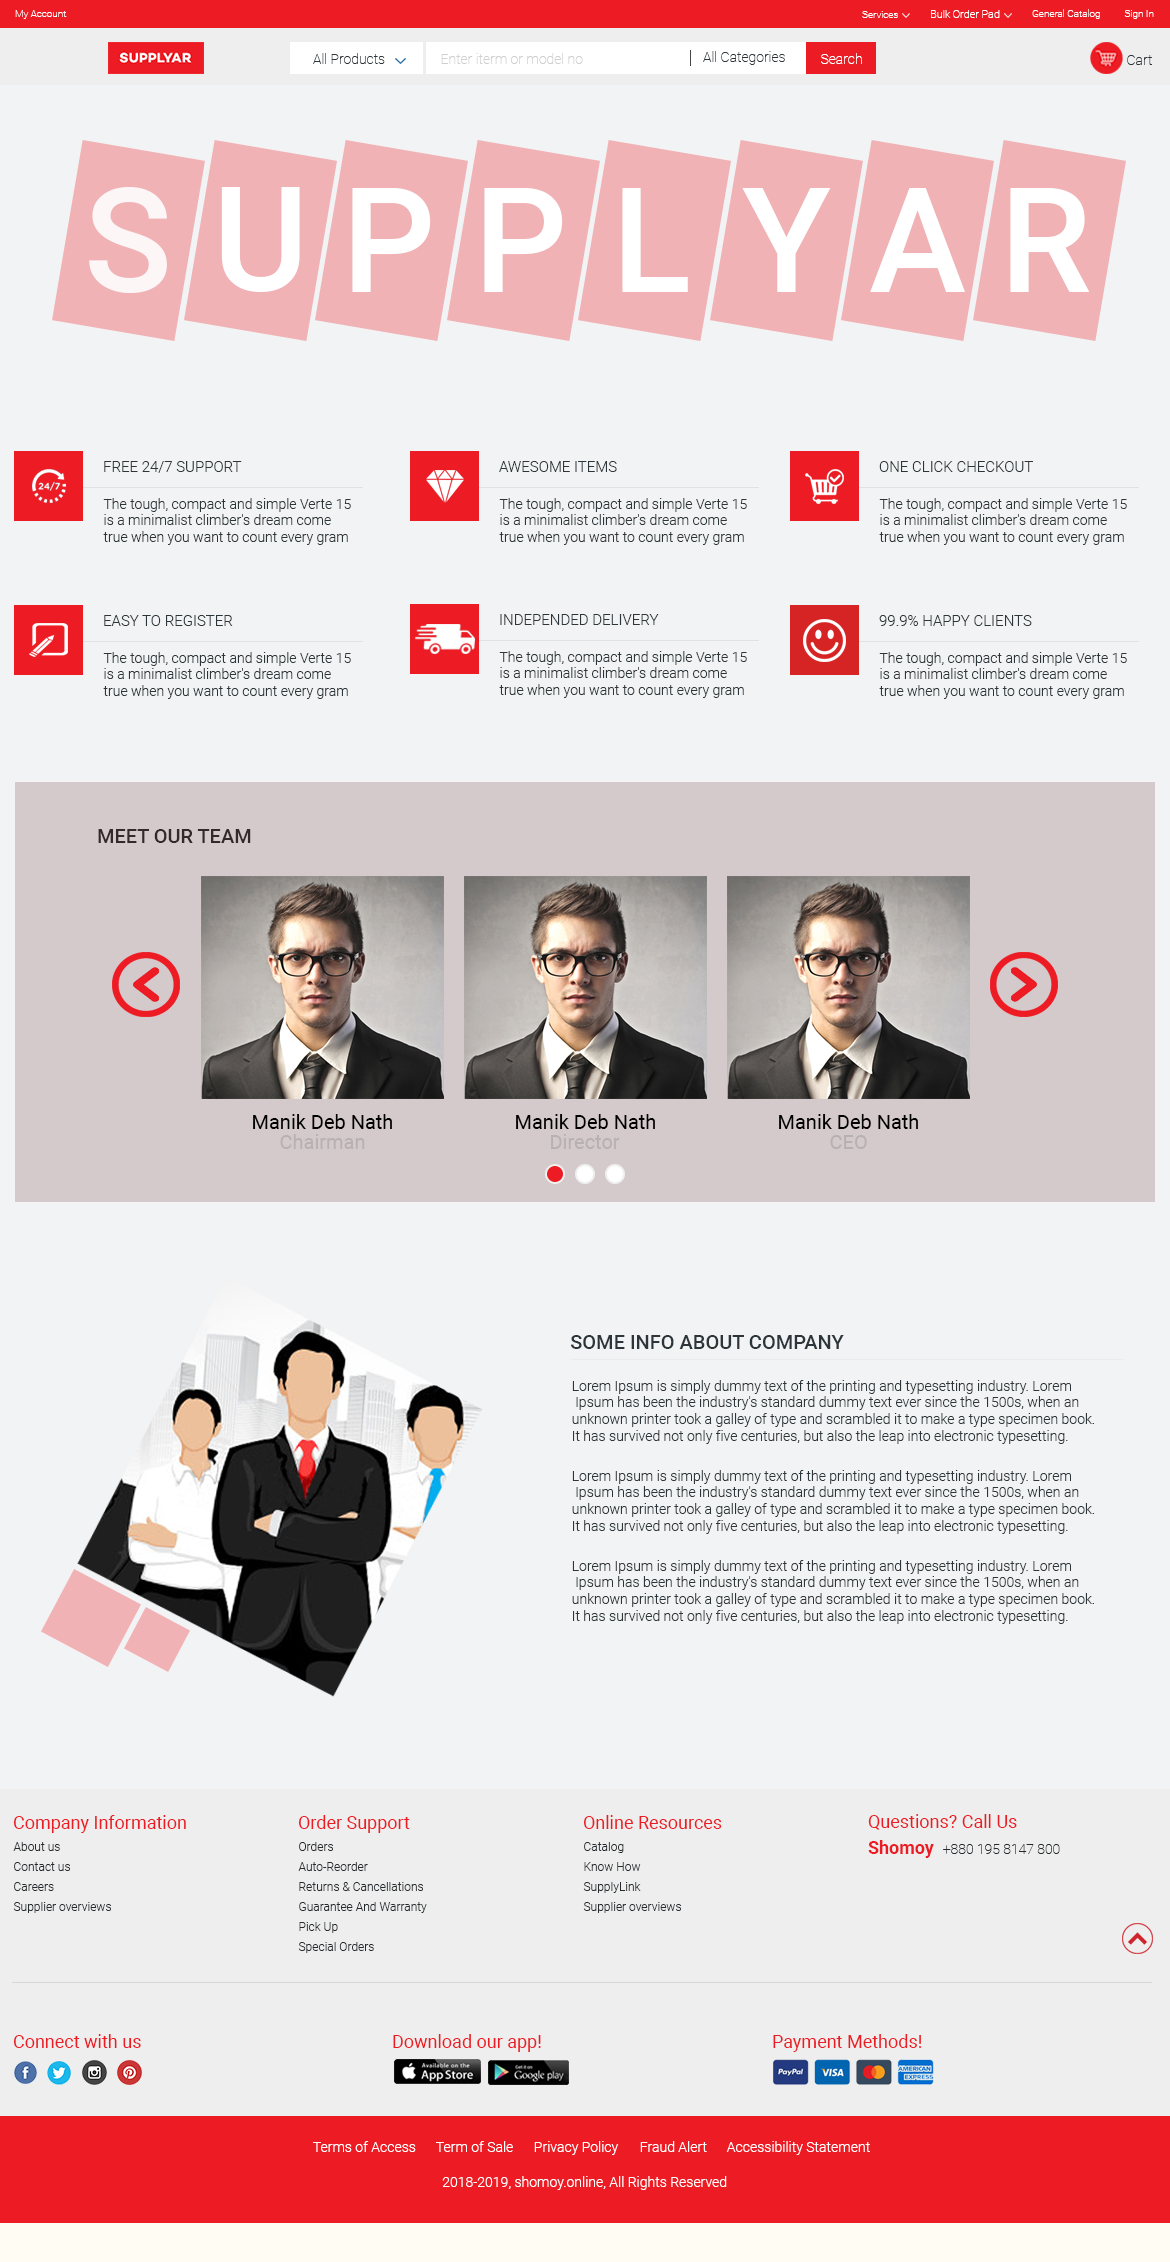 My Account
Services
Bulk Order Pad
General Catalog
Sign In
SUPPLYAR
All Products
Enter iterm or model no
All Categories
Search
Cart
SUPPLYAR
FREE 24/7 SUPPORT
24/7
The tough, compact and simple Verte 15
is a minimalist climber's dream come
true when you want to count every gram
AWESOME ITEMS
The tough, compact and simple Verte 15
is a minimalist climber's dream come
true when you want to count every gram
ONE CLICK CHECKOUT
The tough, compact and simple Verte 15
is a minimalist climber's dream come
true when you want to count every gram
EASY TO REGISTER
The tough, compact and simple Verte 15
is a minimalist climber's dream come
true when you want to count every gram
INDEPENDED DELIVERY
The tough, compact and simple Verte 15
is a minimalist climber's dream come
true when you want to count every gram
99.9% HAPPY CLIENTS
The tough, compact and simple Verte 15
is a minimalist climber's dream come
true when you want to count every gram
MEET OUR TEAM
Manik Deb Nath
Chairman
Manik Deb Nath
Director
Manik Deb Nath
CEO
SOME INFO ABOUT COMPANY
Lorem Ipsum is simply dummy text of the printing and typesetting industry. Lorem
Ipsum has been the industry's standard dummy text ever since the 1500s, when an
unknown printer took a galley of type and scrambled it to make a type specimen book.
It has survived not only five centuries, but also the leap into electronic typesetting.
Lorem Ipsum is simply dummy text of the printing and typesetting industry. Lorem
Ipsum has been the industry's standard dummy text ever since the 1500s, when an
unknown printer took a galley of type and scrambled it to make a type specimen book.
It has survived not only five centuries, but also the leap into electronic typesetting.
Lorem Ipsum is simply dummy text of the printing and typesetting industry. Lorem
Ipsum has been the industry's standard dummy text ever since the 1500s, when an
unknown printer took a galley of type and scrambled it to make a type specimen book.
It has survived not only five centuries, but also the leap into electronic typesetting.
Company Information
About us
Contact us
Careers
Supplier overviews
Order Support
Orders
Auto-Reorder
Returns & Cancellations
Guarantee And Warranty
Pick Up
Special Orders
Online Resources
Catalog
Know How
SupplyLink
Supplier overviews
Questions? Call Us
Shomoy +880 195 8147 800
Connect with us
Download our app!
Available on the
App Store
Get it on
Google play
Payment Methods!
PayPal
VISA
AMERICAN
EXPRESS
Terms of Access
Term of Sale
Privacy Policy
Fraud Alert
Accessibility Statement
2018-2019, shomoy.online, All Rights Reserved